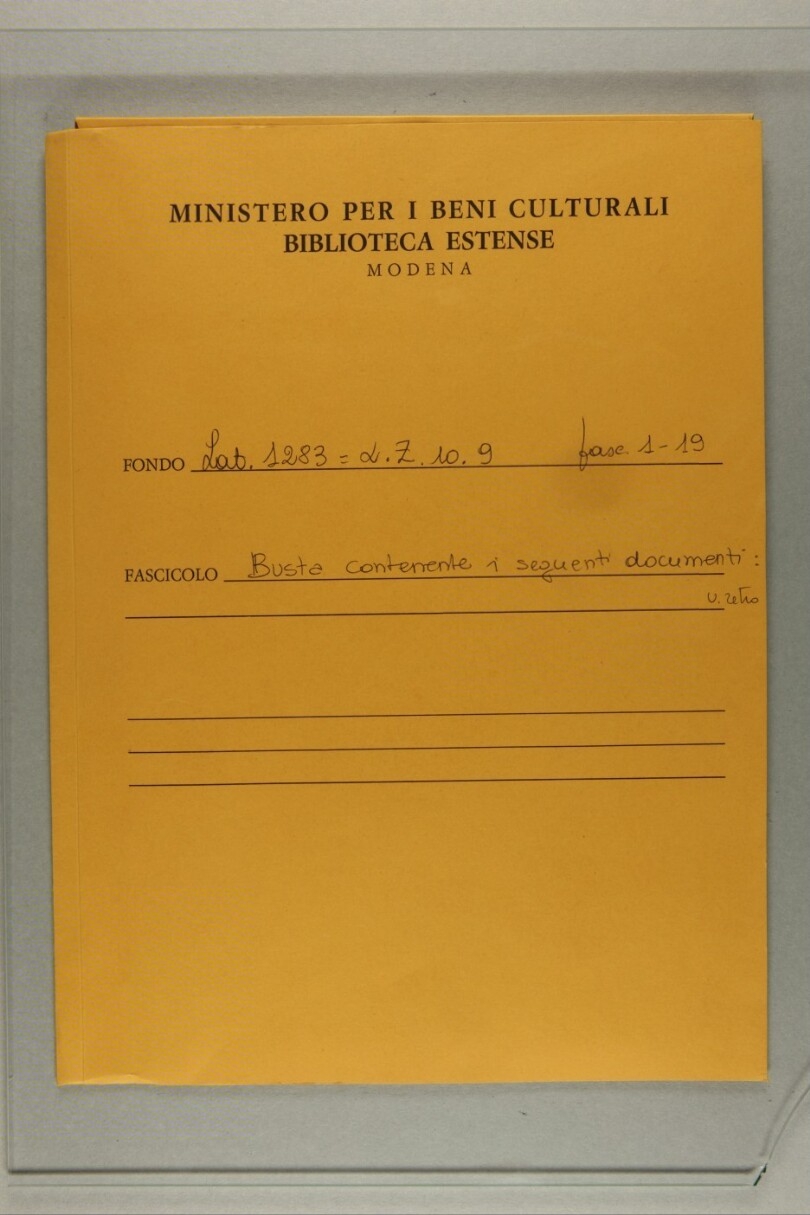 MINISTERO PER I BENI CULTURALI
BIBLIOTECA ESTENSE
MODENA
FONDO Lat. 1283 = α.Z.10.9 fasc. 1-19
FASCICOLO Busta contenente i seguenti documenti:
v. retro